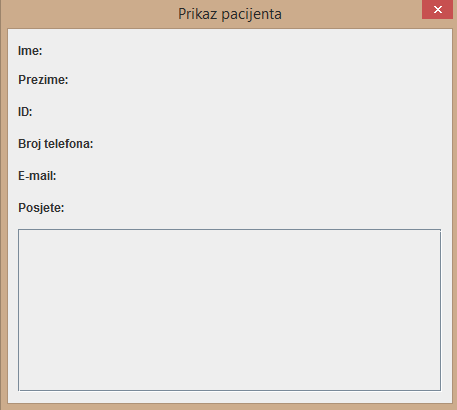 Prikaz pacijenta
Ime:
Prezime:
ID:
Broj telefona:
E-mail:
Posjete: